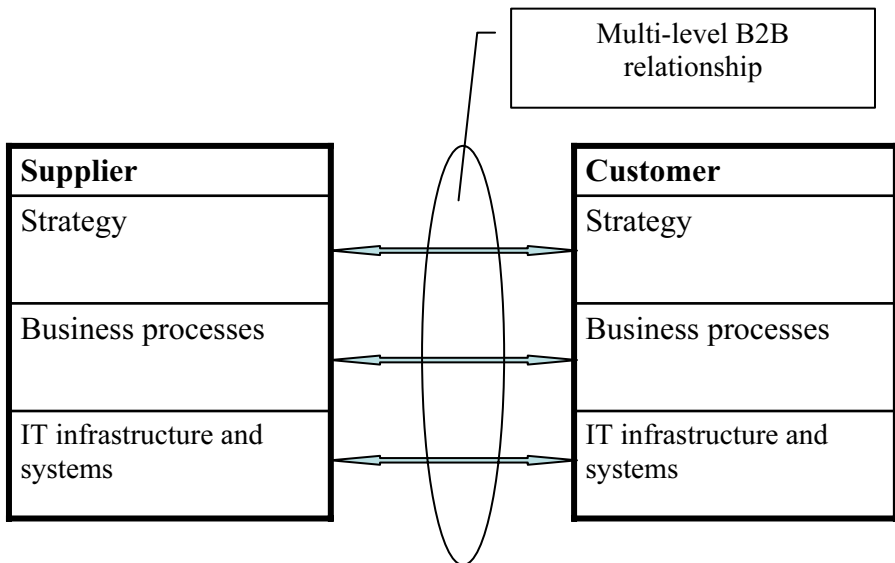 Multi-level B2B
relationship
Supplier
Strategy
Business processes
IT infrastructure and
systems
Customer
Strategy
Business processes
IT infrastructure and
systems